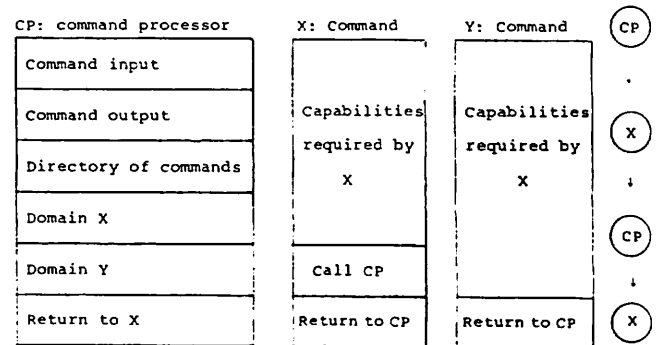 CP: command processor
Command input
Command output
Directory of commands
Domain X
Domain Y
Return to X
X: Command
Capabilities
required by
X
Call CP
Return to CP
Y: Command
Capabilities
required by
X
Return to CP
CP
X
CP
X